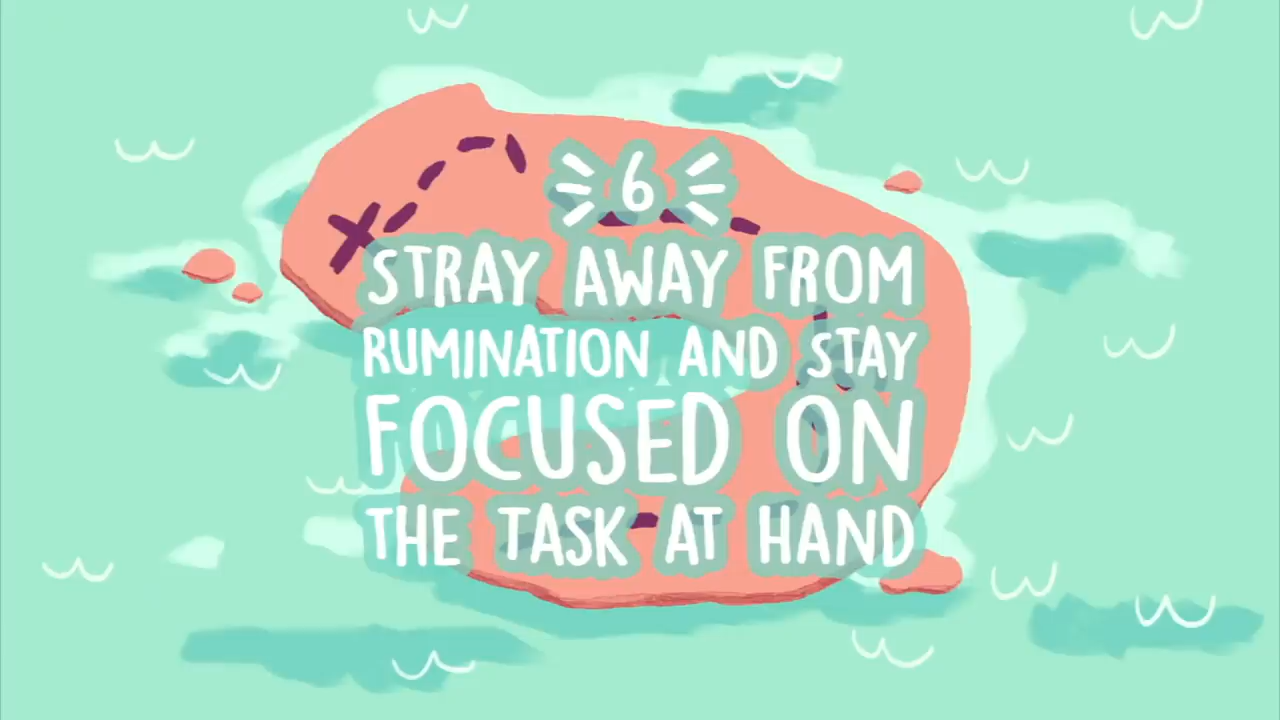 6
STRAY AWAY FROM
RUMINATION AND STAY
FOCUSED ON
THE TASK AT HAND